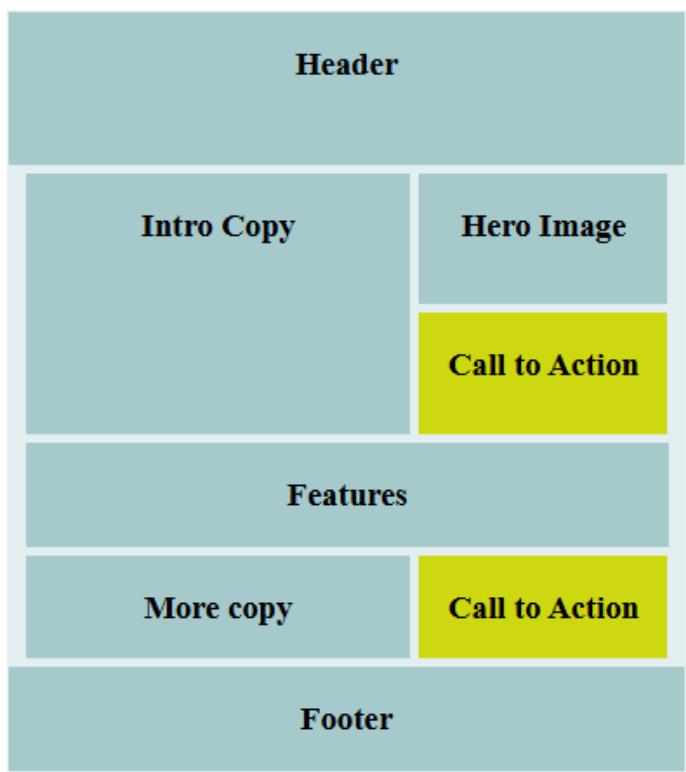 Header
Intro Copy
Hero Image
Call to Action
Features
More copy
Call to Action
Footer